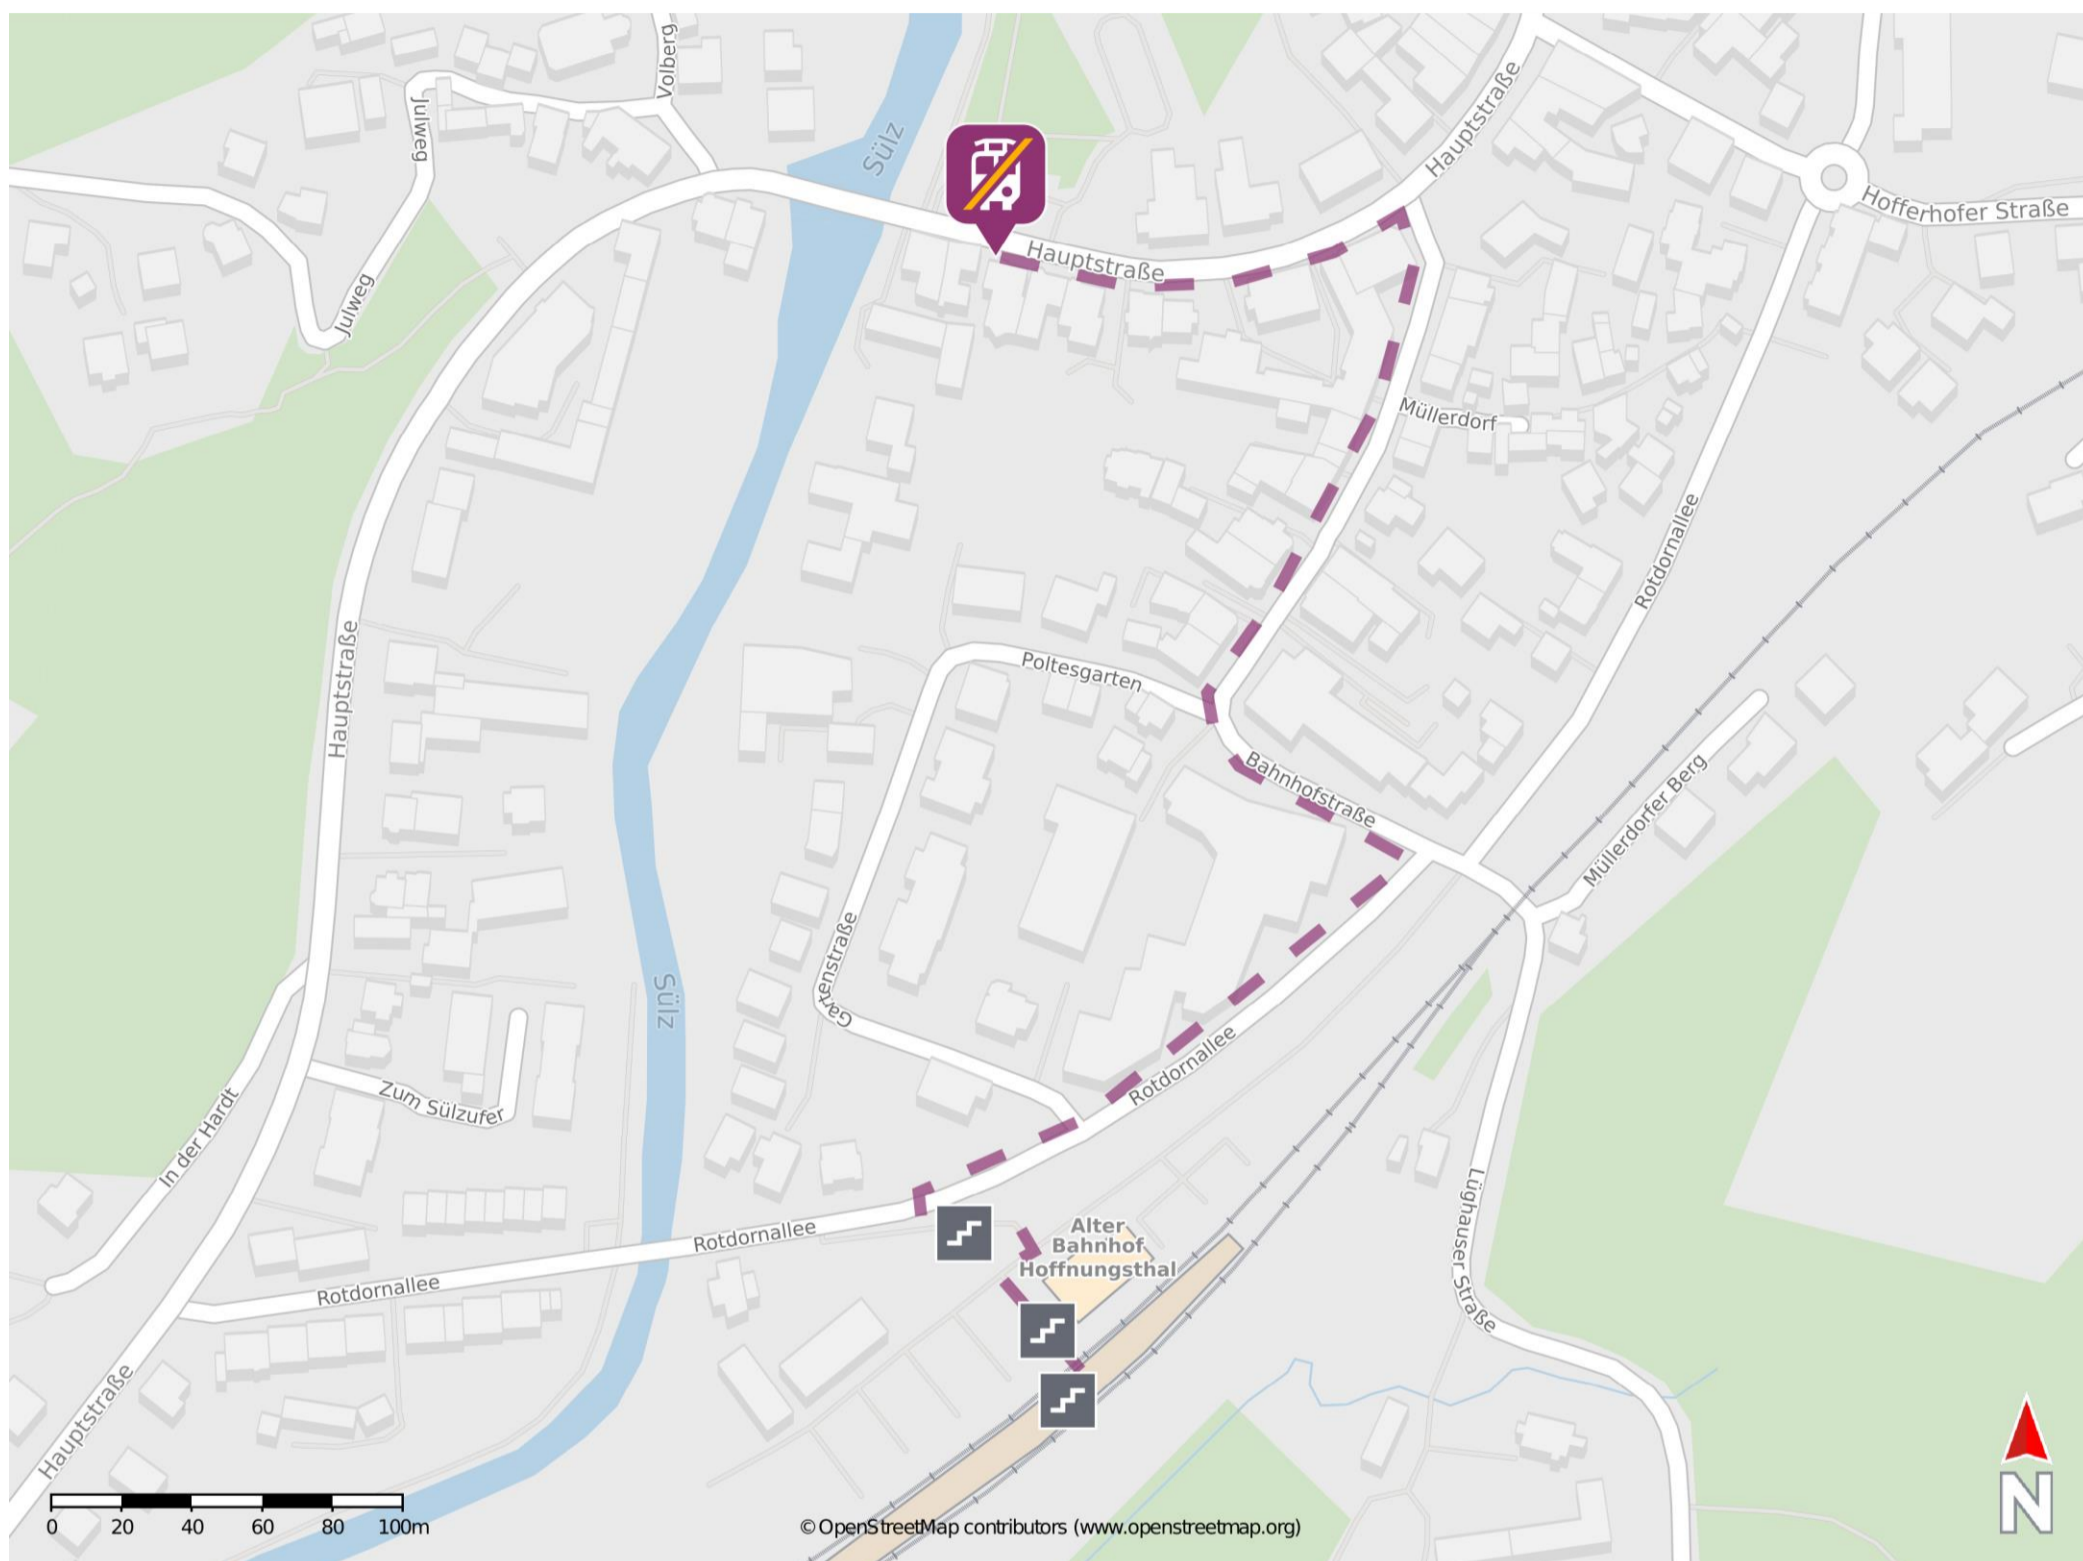 Volberg
Julweg
Sülz
Hauptstraße
Hofferhofer Straße
Hauptstraße
Julweg
Müllerdorf
Rotdornallee
Hauptstraße
Poltesgarten
Bahnhofstraße
Müllerdorfer Berg
Gartenstraße
Sülz
Rotdornallee
Zum Sülzufer
In der Hardt
Lüghauser Straße
Alter
Bahnhof
Hoffnungsthal
Rotdornallee
Rotdornallee
Hauptstraße
N
0 20 40 60 80 100m
© OpenStreetMap contributors (www.openstreetmap.org)